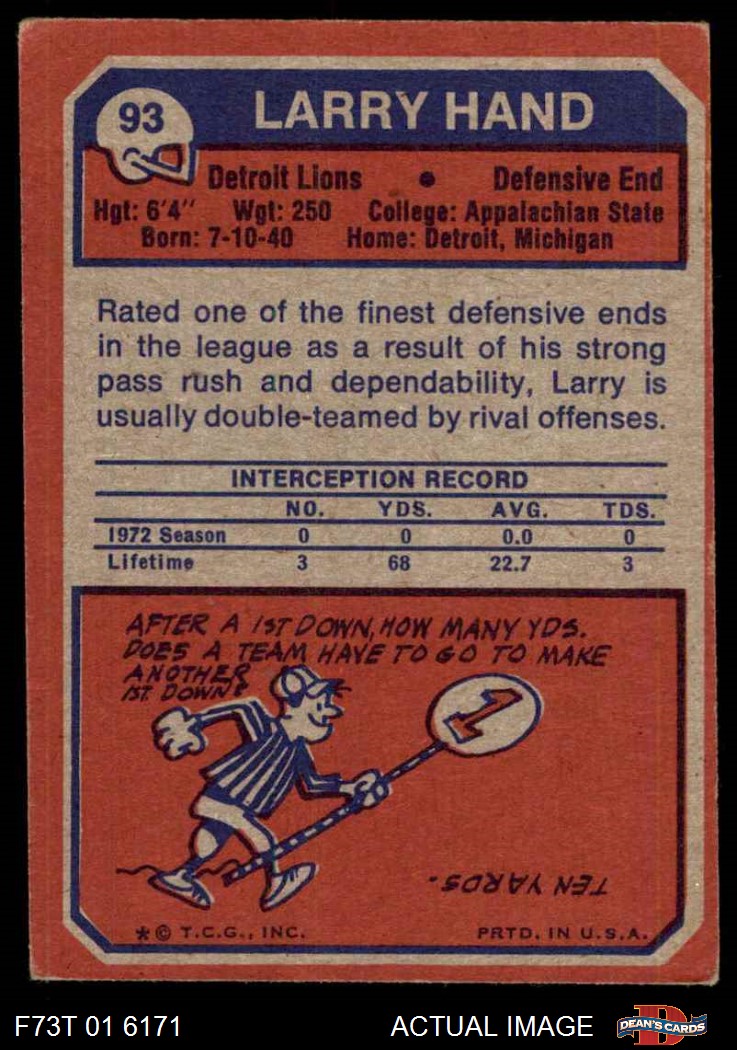 93
LARRY HAND
Detroit Lions • Defensive End
Hgt: 6'4" Wgt: 250 College: Appalachian State
Born: 7-10-40 Home: Detroit, Michigan
Rated one of the finest defensive ends
in the league as a result of his strong
pass rush and dependability, Larry is
usually double-teamed by rival offenses.
INTERCEPTION RECORD
NO. YDS. AVG. TDS.
1972 Season 0 0 0.0 0
Lifetime 3 68 22.7 3
AFTER A 1ST DOWN, HOW MANY YDS.
DOES A TEAM HAVE TO GO TO MAKE
ANOTHER
1ST DOWN?
1
TEN YARDS.
* © T.C.G., INC. PRTD. IN U.S.A.
F73T 01 6171 ACTUAL IMAGE D DEAN'S CARDS